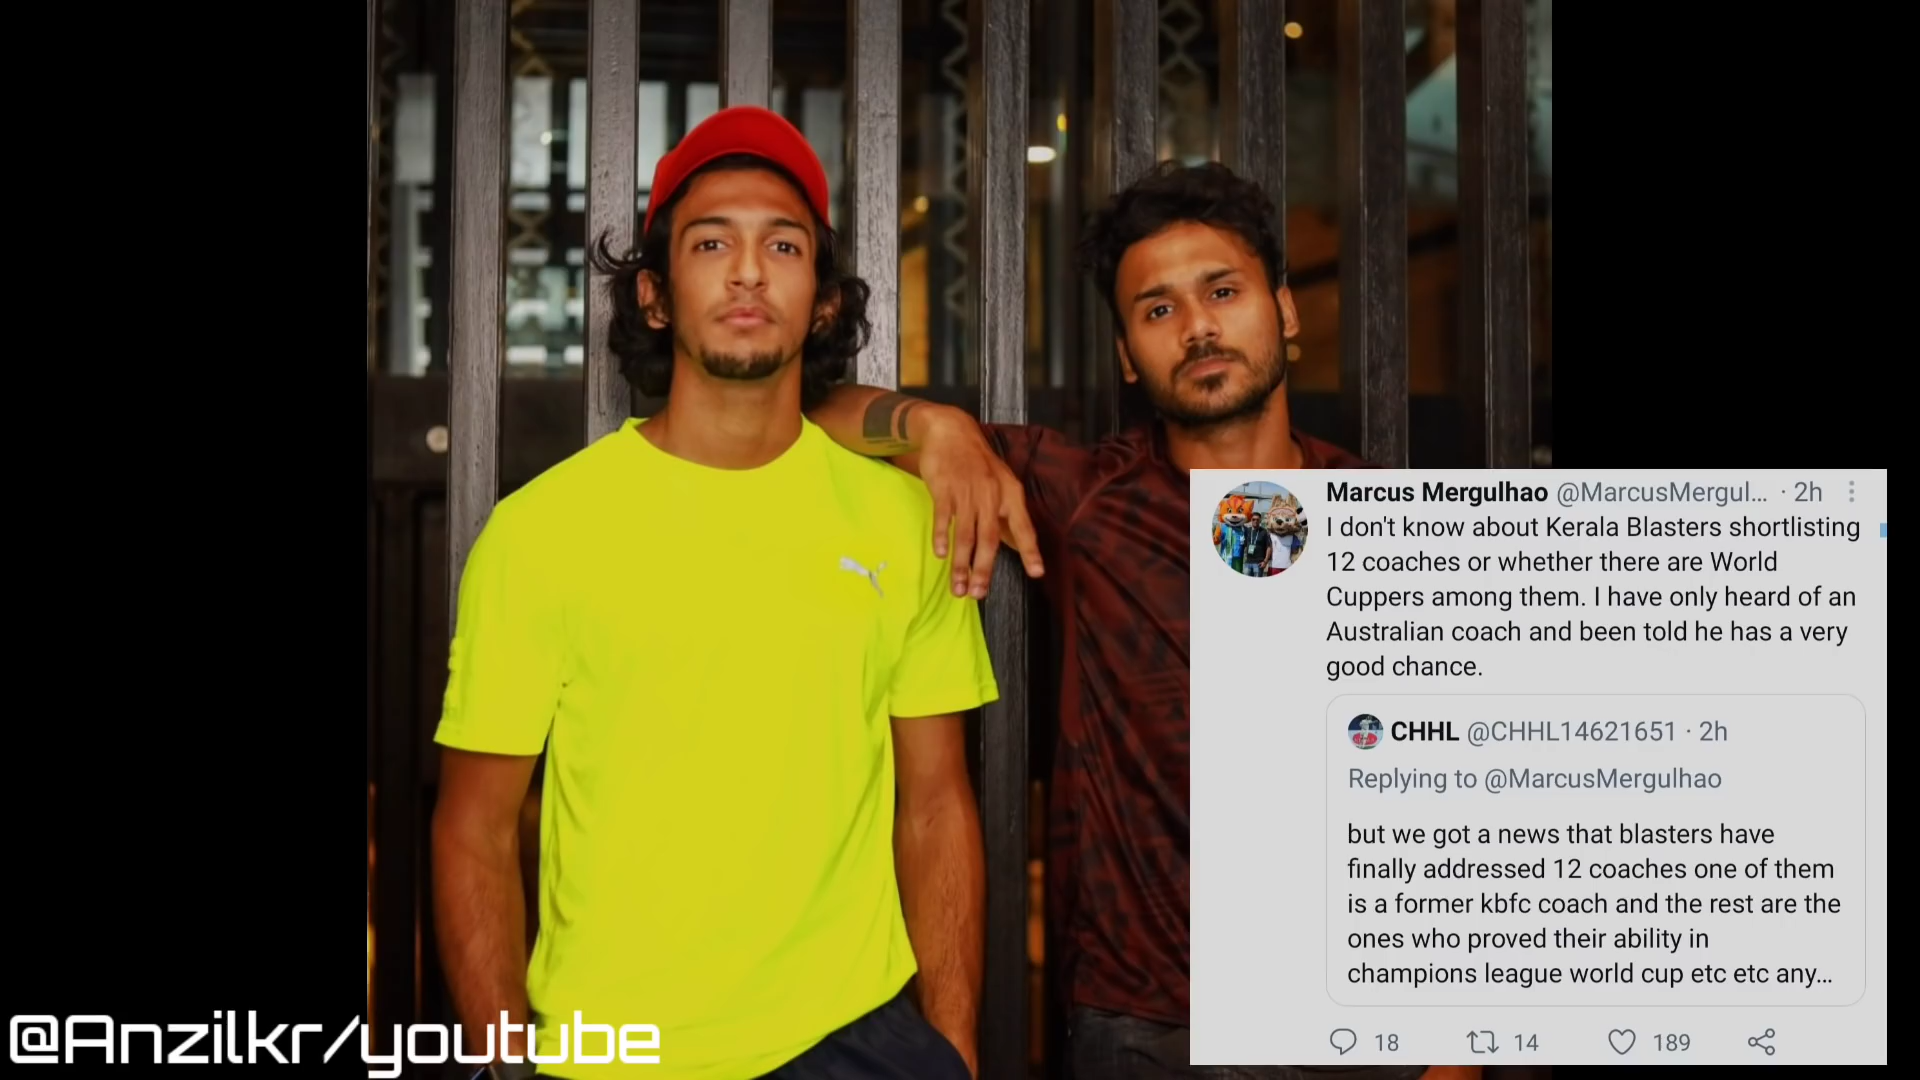 Marcus Mergulhao @MarcusMergul... · 2h
I don't know about Kerala Blasters shortlisting
12 coaches or whether there are World
Cuppers among them. I have only heard of an
Australian coach and been told he has a very
good chance.
CHHL @CHHL14621651 · 2h
Replying to @MarcusMergulhao
but we got a news that blasters have
finally addressed 12 coaches one of them
is a former kbfc coach and the rest are the
ones who proved their ability in
champions league world cup etc etc any...
18 14 189
@Anzilkr/youtube